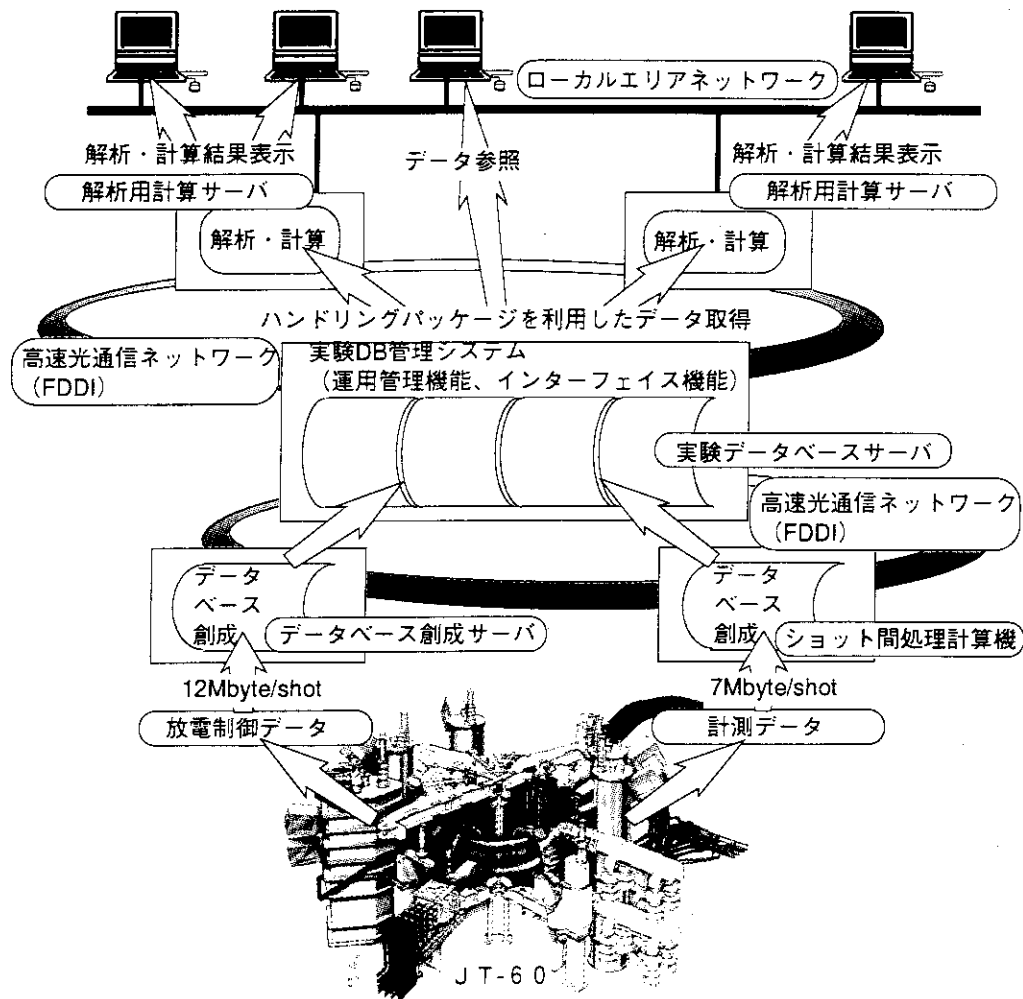 ローカルエリアネットワーク
解析・計算結果表示
データ参照
解析・計算結果表示
解析用計算サーバ
解析用計算サーバ
解析・計算
解析・計算
ハンドリングパッケージを利用したデータ取得
高速光通信ネットワーク
(FDDI)
実験DB管理システム
(運用管理機能、インターフェイス機能)
実験データベースサーバ
高速光通信ネットワーク
(FDDI)
データ
ベース
創成
データベース創成サーバ
データ
ベース
創成
ショット間処理計算機
12Mbyte/shot
7Mbyte/shot
放電制御データ
計測データ
JT-60